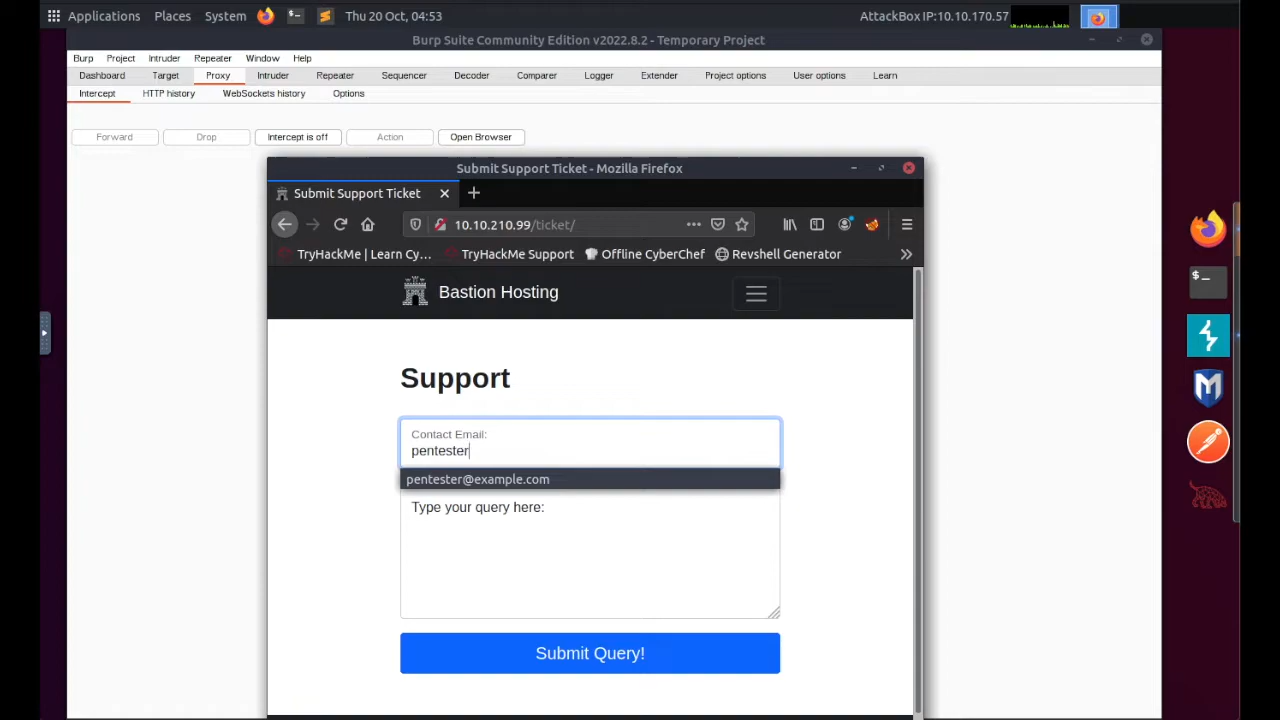 Applications Places System Thu 20 Oct, 04:53 AttackBox IP:10.10.170.57
Burp Suite Community Edition v2022.8.2 - Temporary Project
Burp Project Intruder Repeater Window Help
Dashboard Target Proxy Intruder Repeater Sequencer Decoder Comparer Logger Extender Project options User options Learn
Intercept HTTP history WebSockets history Options
Forward Drop Intercept is off Action Open Browser
Submit Support Ticket - Mozilla Firefox
Submit Support Ticket
10.10.210.99/ticket/
TryHackMe | Learn Cy... TryHackMe Support Offline CyberChef Revshell Generator
Bastion Hosting
Support
Contact Email:
pentester
pentester@example.com
Type your query here:
Submit Query!